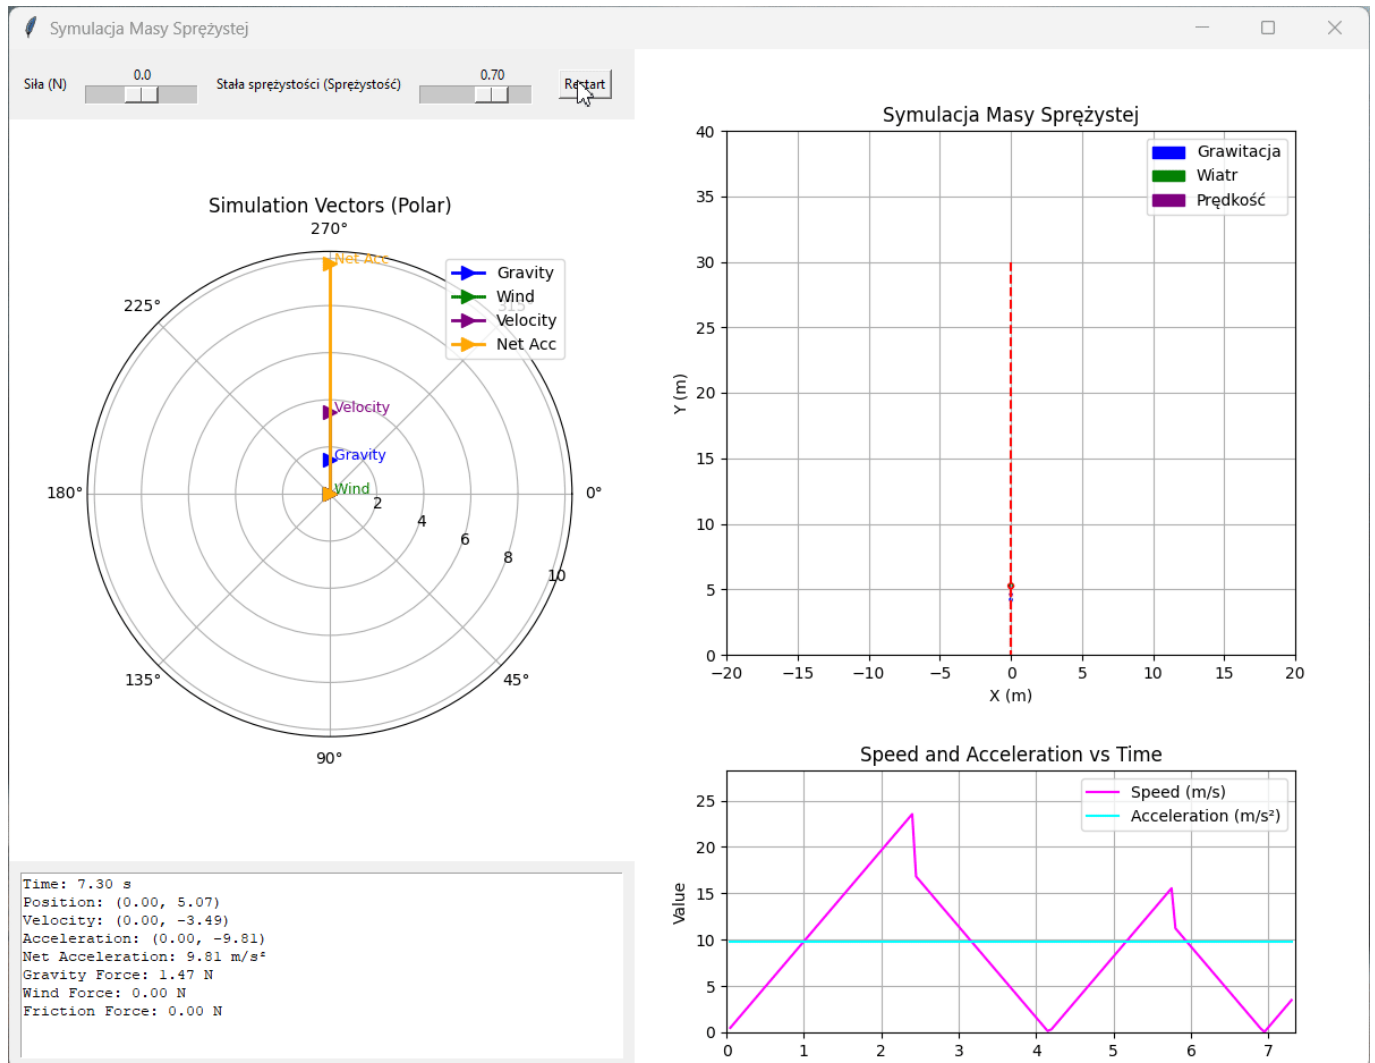 Symulacja Masy Sprężystej
Siła (N) 0.0 Stała sprężystości (Sprężystość) 0.70
Simulation Vectors (Polar)
270°
225°
180°
0°
135°
45°
90°
2
4
6
8
10
Net Acc
Velocity
Gravity
Wind
Gravity
Wind
Velocity
Net Acc
Time: 7.30 s
Position: (0.00, 5.07)
Velocity: (0.00, -3.49)
Acceleration: (0.00, -9.81)
Net Acceleration: 9.81 m/s²
Gravity Force: 1.47 N
Wind Force: 0.00 N
Friction Force: 0.00 N
Symulacja Masy Sprężystej
Grawitacja
Wiatr
Prędkość
40
35
30
25
20
15
10
5
0
Y (m)
−20 −15 −10 −5 0 5 10 15 20
X (m)
Speed and Acceleration vs Time
Speed (m/s)
Acceleration (m/s²)
25
20
15
10
5
0
Value
0 1 2 3 4 5 6 7